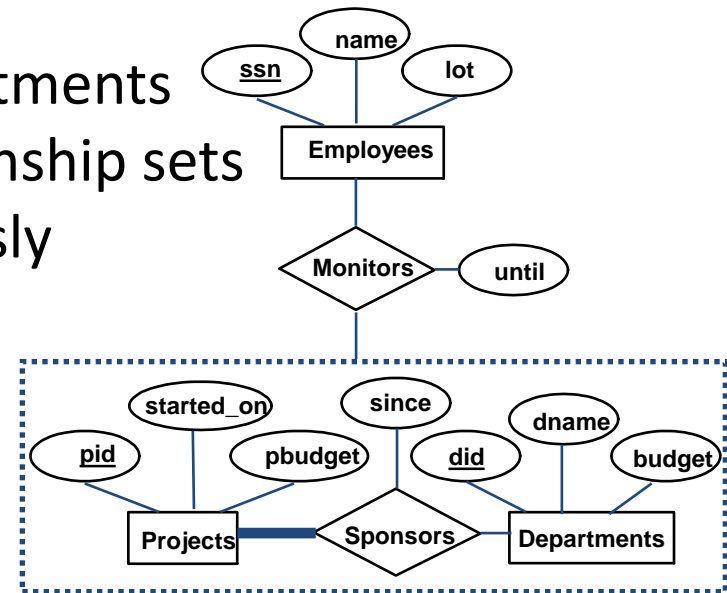 name
ssn
lot
tments
Employees
nship sets
sly
Monitors
until
started_on
since
dname
pid
pbudget
did
budget
Projects
Sponsors
Departments